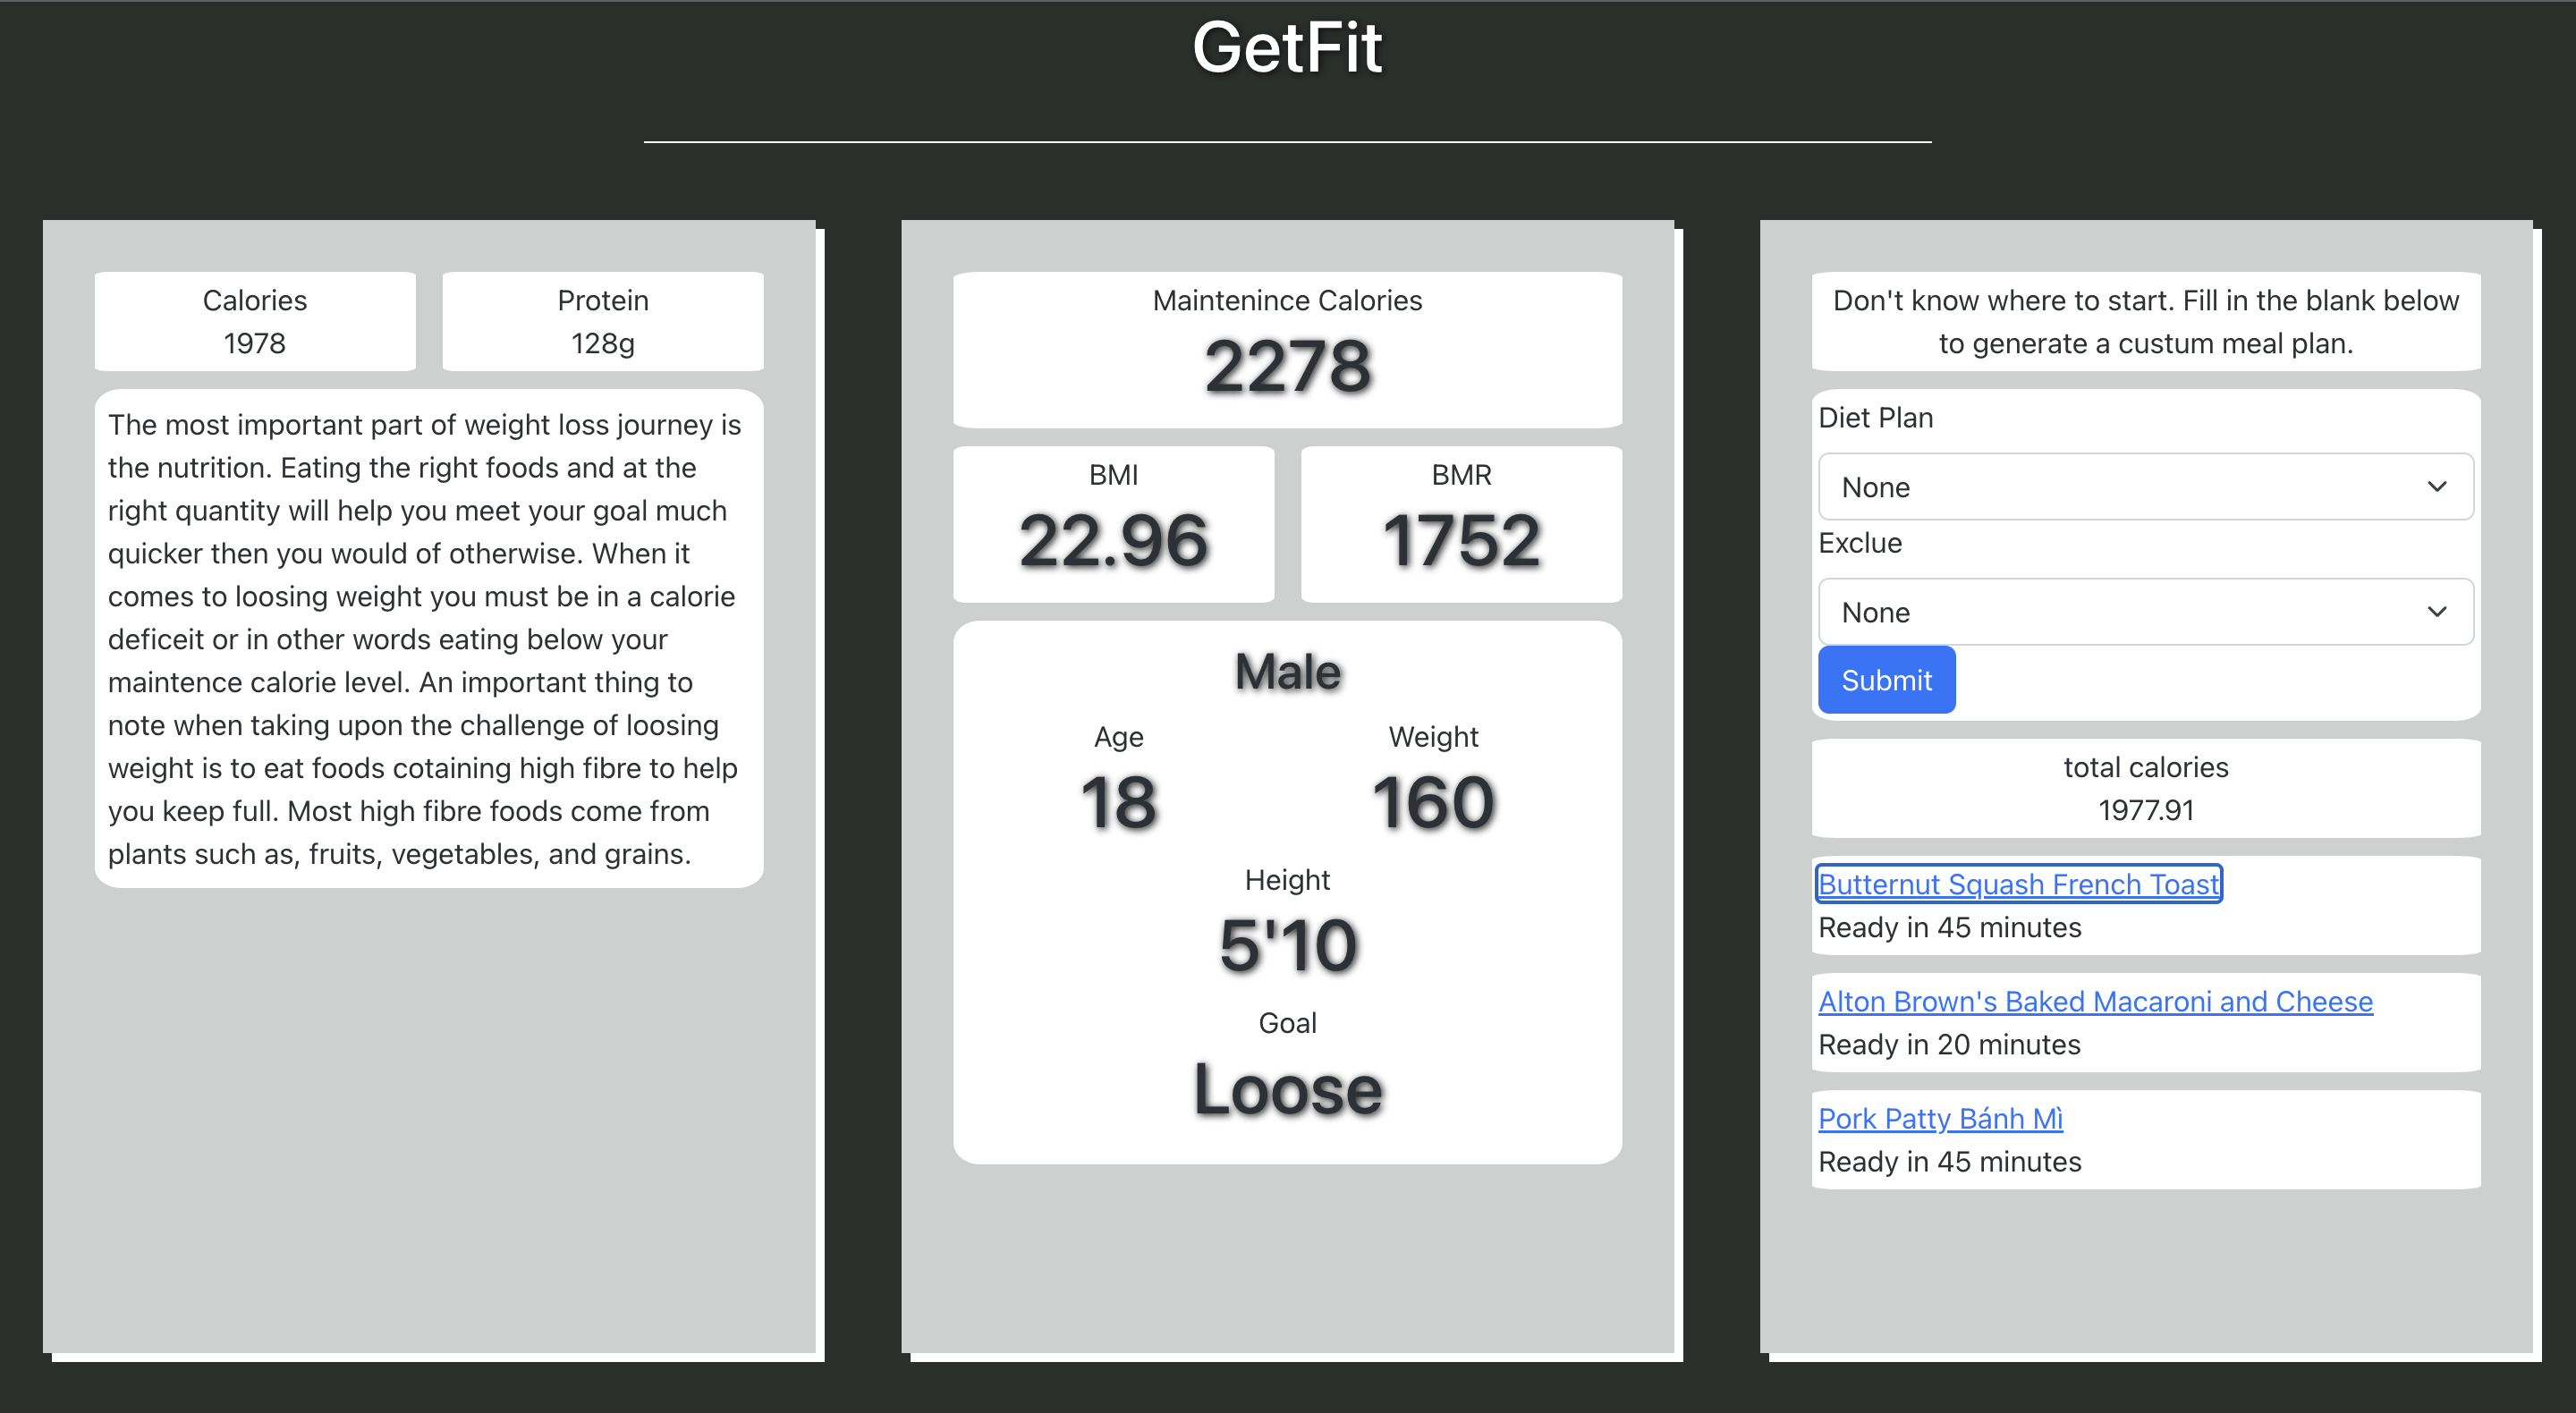 GetFit
Calories
1978
Protein
128g
The most important part of weight loss journey is
the nutrition. Eating the right foods and at the
right quantity will help you meet your goal much
quicker then you would of otherwise. When it
comes to loosing weight you must be in a calorie
deficeit or in other words eating below your
maintence calorie level. An important thing to
note when taking upon the challenge of loosing
weight is to eat foods cotaining high fibre to help
you keep full. Most high fibre foods come from
plants such as, fruits, vegetables, and grains.
Maintenince Calories
2278
BMI
22.96
BMR
1752
Male
Age
18
Weight
160
Height
5'10
Goal
Loose
Don't know where to start. Fill in the blank below
to generate a custum meal plan.
Diet Plan
None
Exclue
None
Submit
total calories
1977.91
Butternut Squash French Toast
Ready in 45 minutes
Alton Brown's Baked Macaroni and Cheese
Ready in 20 minutes
Pork Patty Bánh Mì
Ready in 45 minutes